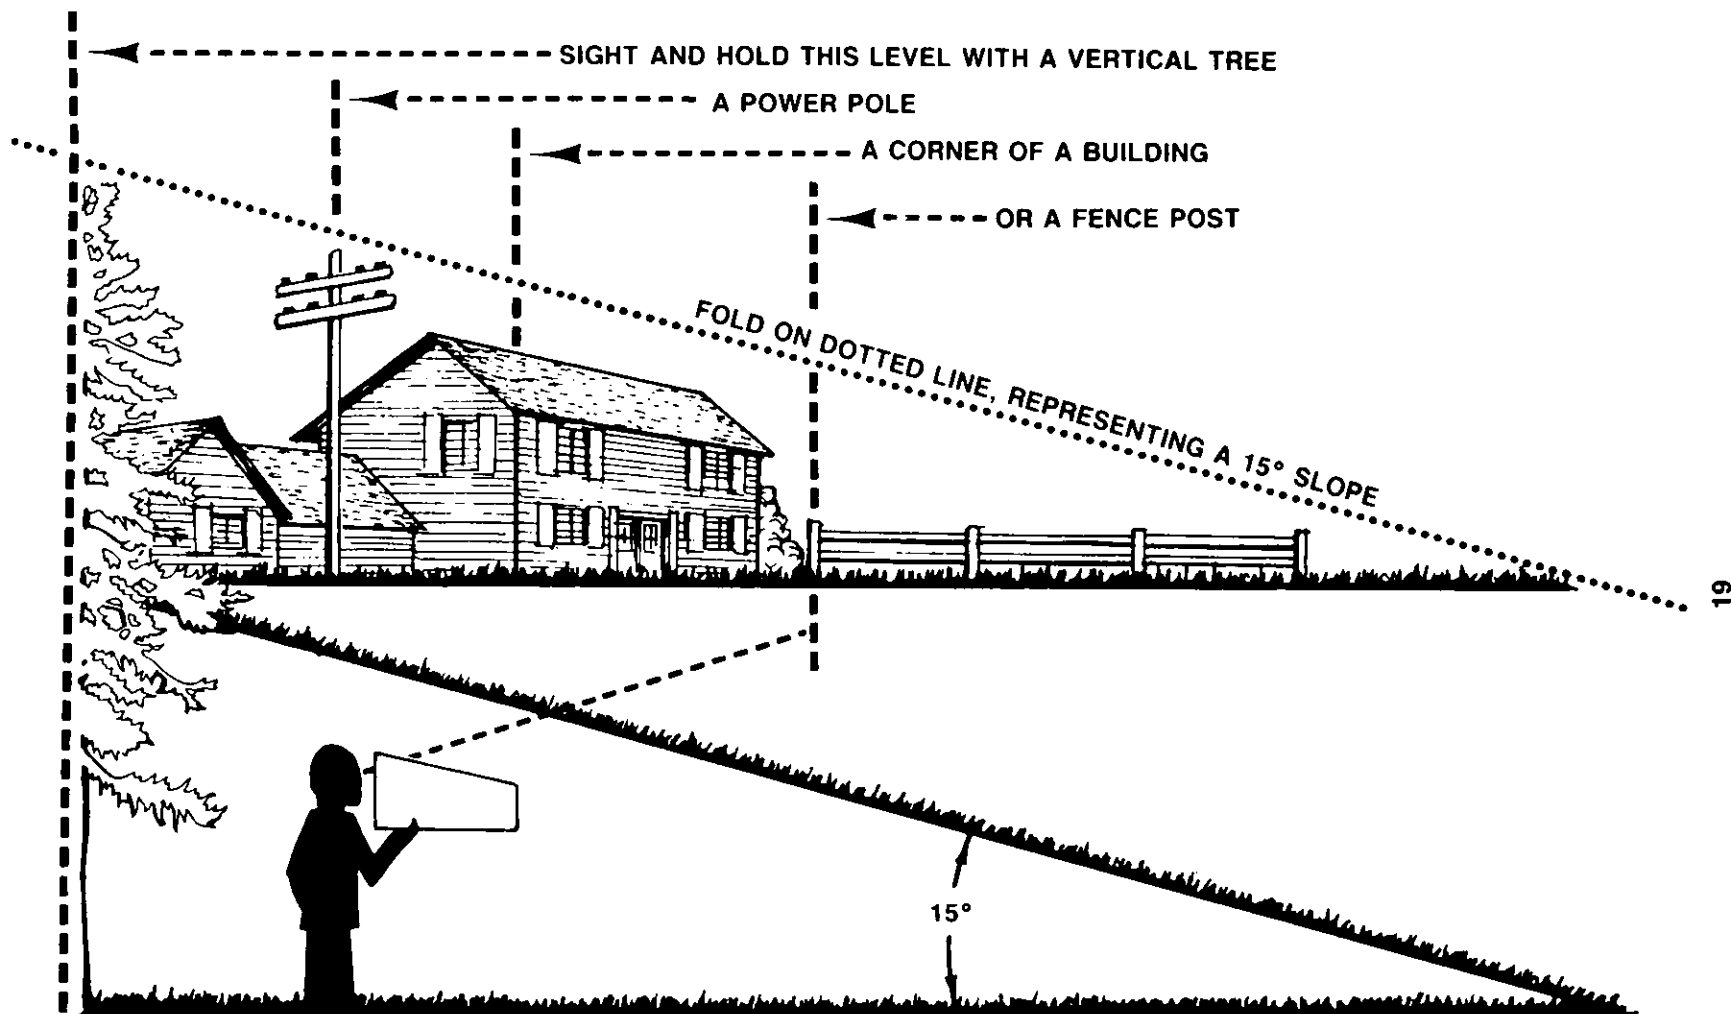 SIGHT AND HOLD THIS LEVEL WITH A VERTICAL TREE
A POWER POLE
A CORNER OF A BUILDING
OR A FENCE POST
FOLD ON DOTTED LINE, REPRESENTING A 15° SLOPE
19
15°